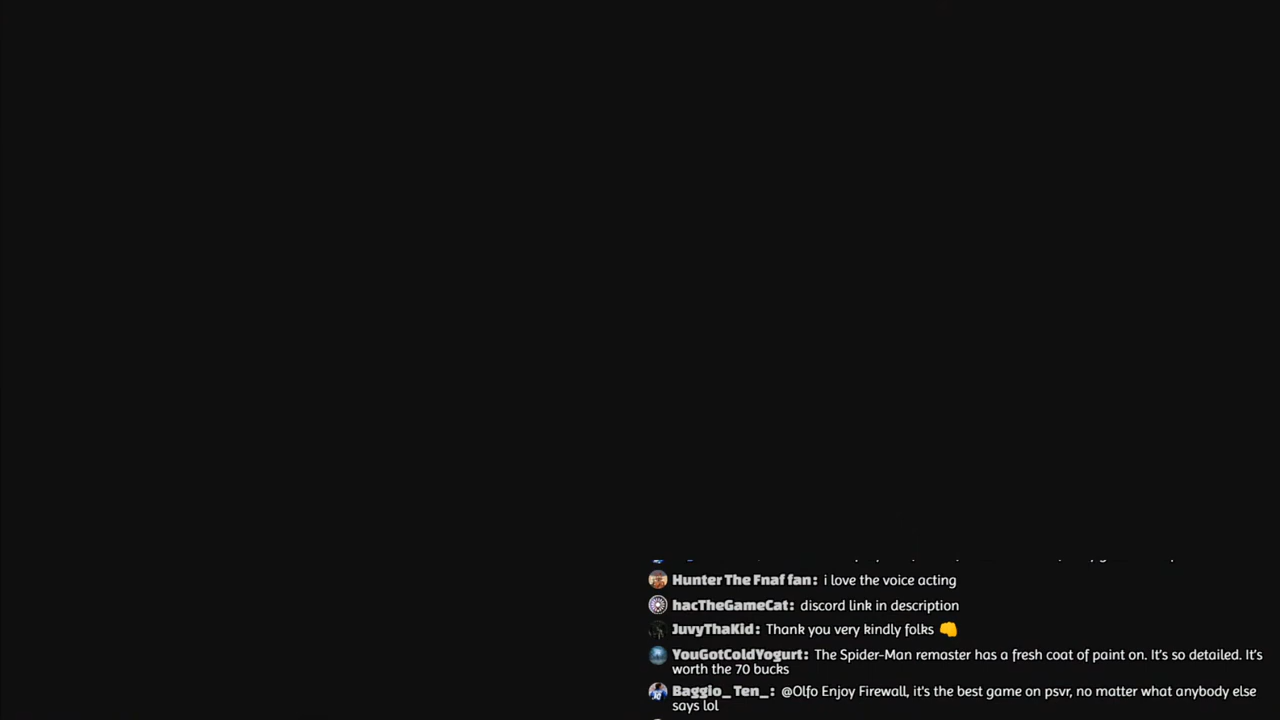 Hunter The Fnaf fan: i love the voice acting
hacTheGameCat: discord link in description
JuvyThaKid: Thank you very kindly folks 👊
YouGotColdYogurt: The Spider-Man remaster has a fresh coat of paint on. It's so detailed. It's
worth the 70 bucks
Baggio_Ten_: @Olfo Enjoy Firewall, it's the best game on psvr, no matter what anybody else
says lol